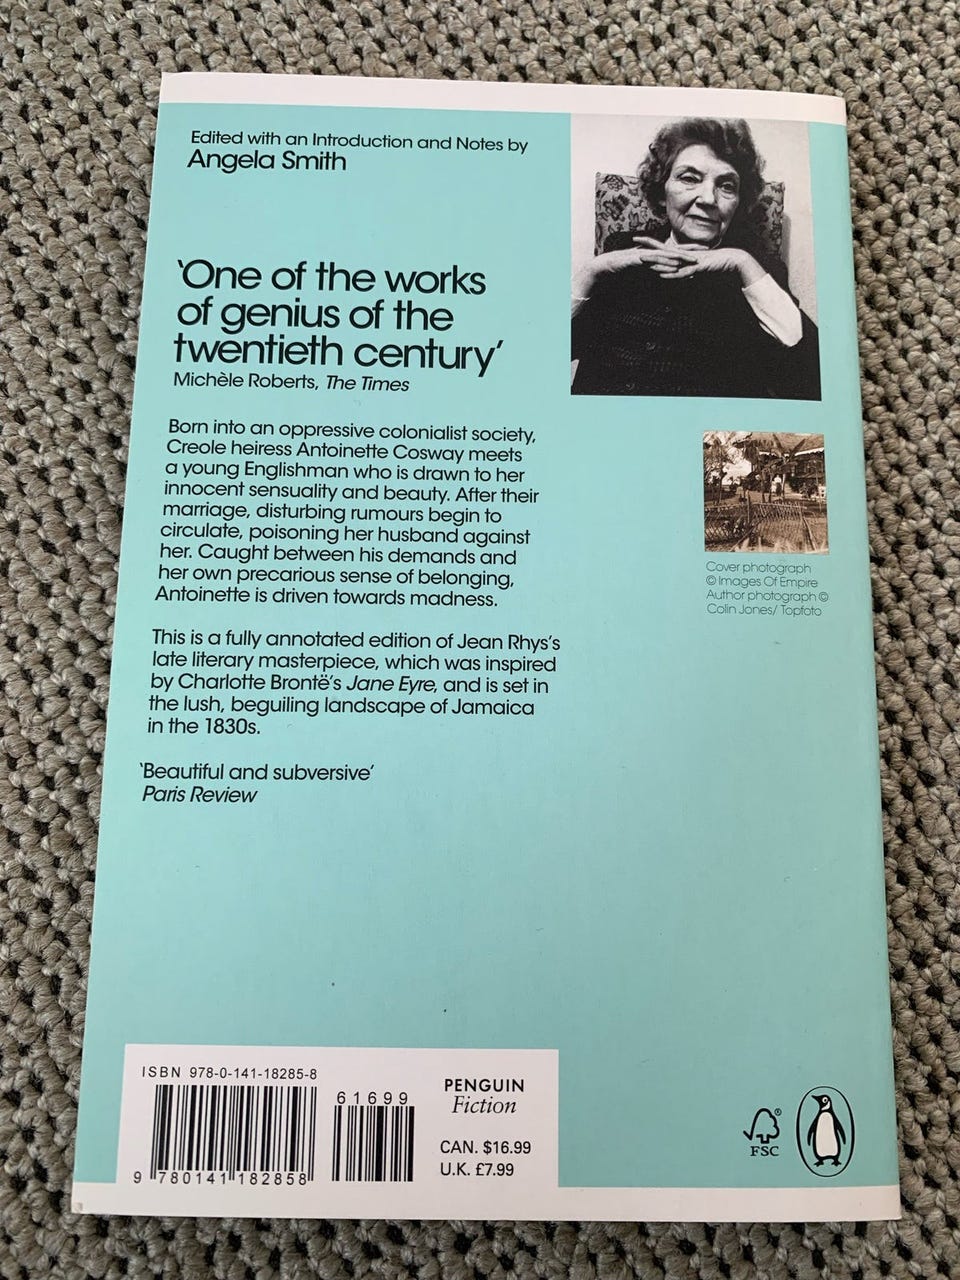 Edited with an Introduction and Notes by
Angela Smith
‘One of the works
of genius of the
twentieth century’
Michèle Roberts, The Times
Born into an oppressive colonialist society,
Creole heiress Antoinette Cosway meets
a young Englishman who is drawn to her
innocent sensuality and beauty. After their
marriage, disturbing rumours begin to
circulate, poisoning her husband against
her. Caught between his demands and
her own precarious sense of belonging,
Antoinette is driven towards madness.
This is a fully annotated edition of Jean Rhys's
late literary masterpiece, which was inspired
by Charlotte Brontë's Jane Eyre, and is set in
the lush, beguiling landscape of Jamaica
in the 1830s.
‘Beautiful and subversive’
Paris Review
Cover photograph
© Images Of Empire
Author photograph ©
Colin Jones/ Topfoto
ISBN 978-0-141-18285-8
61699
9 780141 182858
PENGUIN
Fiction
CAN. $16.99
U.K. £7.99
FSC
®